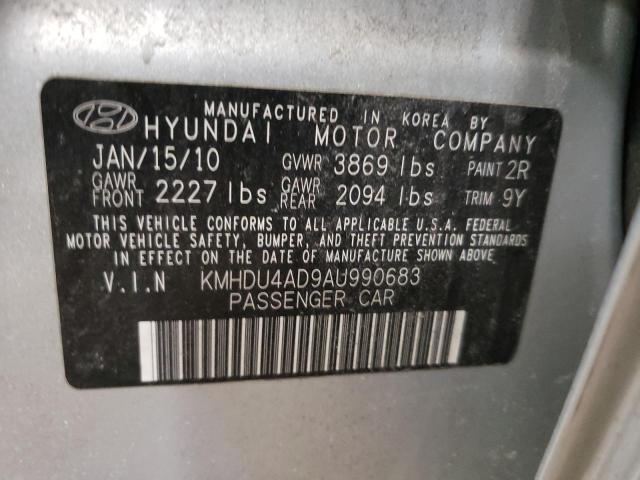 MANUFACTURED IN KOREA BY
HYUNDAI MOTOR COMPANY
JAN/15/10 GVWR 3869 lbs PAINT 2R
GAWR FRONT 2227 lbs GAWR REAR 2094 lbs TRIM 9Y
THIS VEHICLE CONFORMS TO ALL APPLICABLE U.S.A. FEDERAL
MOTOR VEHICLE SAFETY, BUMPER, AND THEFT PREVENTION STANDARDS
IN EFFECT ON THE DATE OF MANUFACTURE SHOWN ABOVE.
V.I.N KMHDU4AD9AU990683
PASSENGER CAR